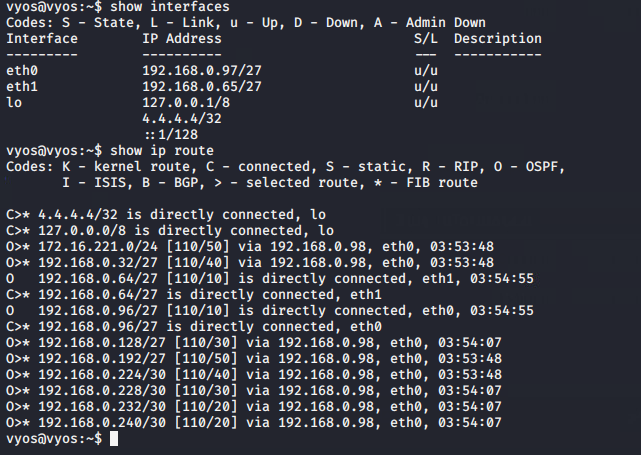 vyos@vyos:~$ show interfaces
Codes: S - State, L - Link, u - Up, D - Down, A - Admin Down
Interface        IP Address                        S/L  Description
---------        ----------                        ---  -----------
eth0             192.168.0.97/27                   u/u
eth1             192.168.0.65/27                   u/u
lo               127.0.0.1/8                       u/u
                 4.4.4.4/32
                 ::1/128
vyos@vyos:~$ show ip route
Codes: K - kernel route, C - connected, S - static, R - RIP, O - OSPF,
       I - ISIS, B - BGP, > - selected route, * - FIB route

C>* 4.4.4.4/32 is directly connected, lo
C>* 127.0.0.0/8 is directly connected, lo
O>* 172.16.221.0/24 [110/50] via 192.168.0.98, eth0, 03:53:48
O>* 192.168.0.32/27 [110/40] via 192.168.0.98, eth0, 03:53:48
O   192.168.0.64/27 [110/10] is directly connected, eth1, 03:54:55
C>* 192.168.0.64/27 is directly connected, eth1
O   192.168.0.96/27 [110/10] is directly connected, eth0, 03:54:55
C>* 192.168.0.96/27 is directly connected, eth0
O>* 192.168.0.128/27 [110/30] via 192.168.0.98, eth0, 03:54:07
O>* 192.168.0.192/27 [110/50] via 192.168.0.98, eth0, 03:53:48
O>* 192.168.0.224/30 [110/40] via 192.168.0.98, eth0, 03:53:48
O>* 192.168.0.228/30 [110/30] via 192.168.0.98, eth0, 03:54:07
O>* 192.168.0.232/30 [110/20] via 192.168.0.98, eth0, 03:54:07
O>* 192.168.0.240/30 [110/20] via 192.168.0.98, eth0, 03:54:07
vyos@vyos:~$